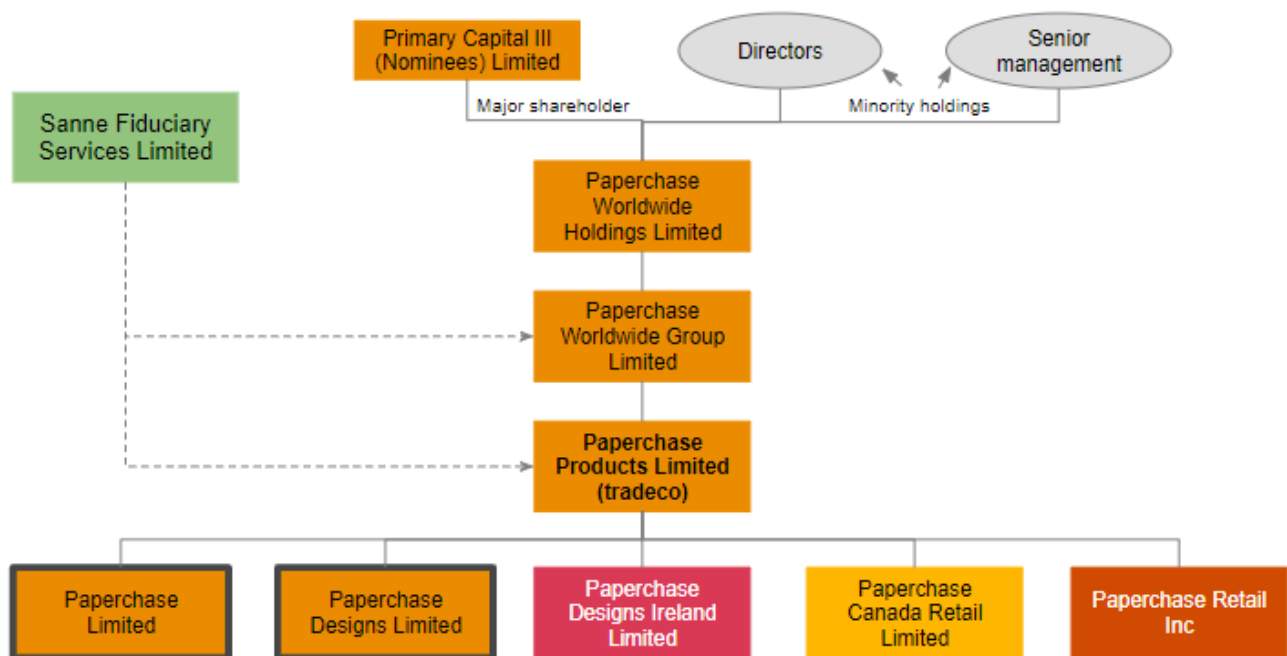 Primary Capital III
(Nominees) Limited
Directors
Senior
management
Major shareholder
Minority holdings
Sanne Fiduciary
Services Limited
Paperchase
Worldwide
Holdings Limited
Paperchase
Worldwide Group
Limited
Paperchase
Products Limited
(tradeco)
Paperchase
Limited
Paperchase
Designs Limited
Paperchase
Designs Ireland
Limited
Paperchase
Canada Retail
Limited
Paperchase Retail
Inc